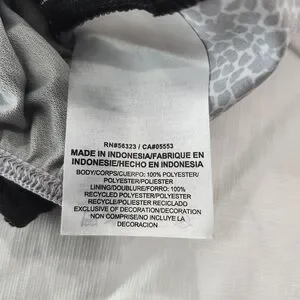 RN#56323 / CA#05553
MADE IN INDONESIA/FABRIQUE EN
INDONESIE/HECHO EN INDONESIA
BODY/CORPS/CUERPO: 100% POLYESTER/
POLYESTER/POLIESTER
LINING/DOUBLURE/FORRO: 100%
RECYCLED POLYESTER/POLYESTER
RECYCLE/POLYESTER RECICLADO
EXCLUSIVE OF DECORATION/DECORATION
NON COMPRISE/NO INCLUYE LA
DECORACIÓN